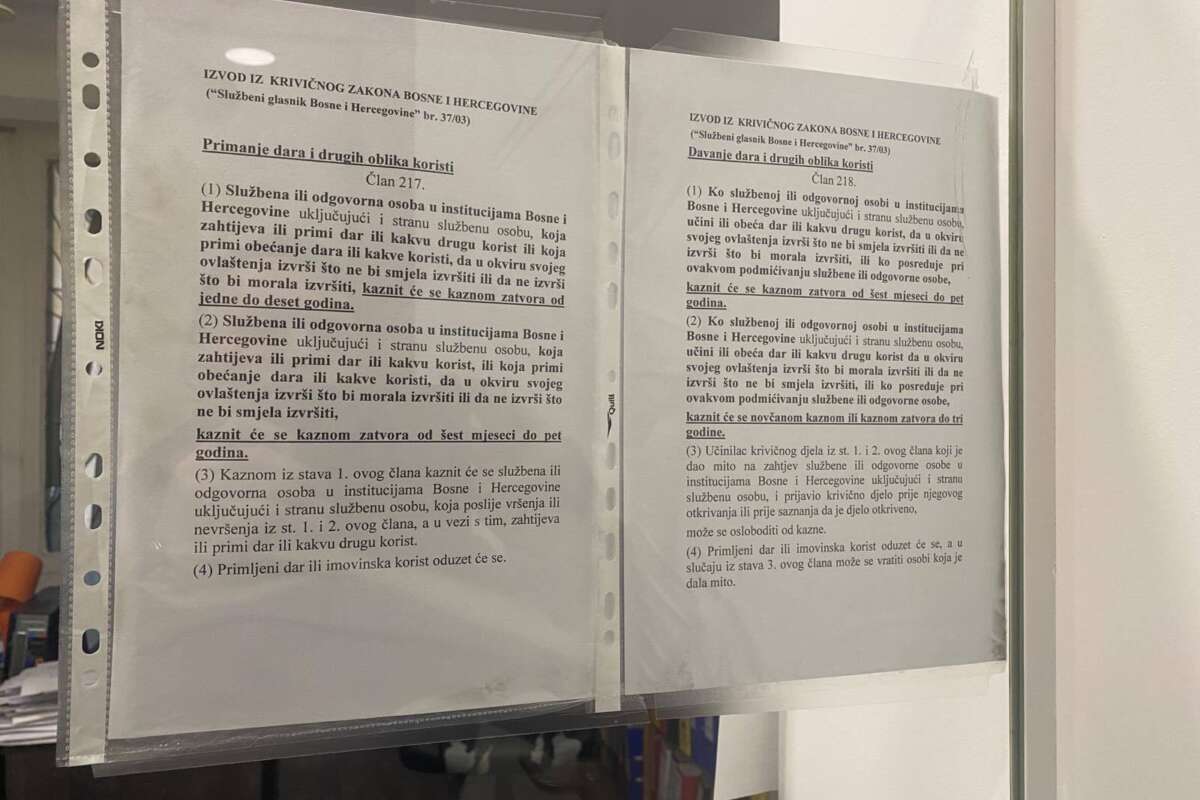 IZVOD IZ KRIVIČNOG ZAKONA BOSNE I HERCEGOVINE
(“Službeni glasnik Bosne i Hercegovine” br. 37/03)
Primanje dara i drugih oblika koristi
Član 217.
(1) Službena ili odgovorna osoba u institucijama Bosne i
Hercegovine uključujući i stranu službenu osobu, koja
zahtijeva ili primi dar ili kakvu drugu korist ili koja
primi obećanje dara ili kakve koristi, da u okviru svojeg
ovlaštenja izvrši što ne bi smjela izvršiti ili da ne izvrši
što bi morala izvršiti, kaznit će se kaznom zatvora od
jedne do deset godina.
(2) Službena ili odgovorna osoba u institucijama Bosne i
Hercegovine uključujući i stranu službenu osobu, koja
zahtijeva ili primi dar ili kakvu korist, ili koja primi
obećanje dara ili kakve koristi, da u okviru svojeg
ovlaštenja izvrši što bi morala izvršiti ili da ne izvrši što
ne bi smjela izvršiti,
kaznit će se kaznom zatvora od šest mjeseci do pet
godina.
(3) Kaznom iz stava 1. ovog člana kaznit će se službena ili
odgovorna osoba u institucijama Bosne i Hercegovine
uključujući i stranu službenu osobu, koja poslije vršenja ili
nevršenja iz st. 1. i 2. ovog člana, a u vezi s tim, zahtijeva
ili primi dar ili kakvu drugu korist.
(4) Primljeni dar ili imovinska korist oduzet će se.
NOKI
Quill
IZVOD IZ KRIVIČNOG ZAKONA BOSNE I HERCEGOVINE
(“Službeni glasnik Bosne i Hercegovine” br. 37/03)
Davanje dara i drugih oblika koristi
Član 218.
(1) Ko službenoj ili odgovornoj osobi u institucijama
Bosne i Hercegovine uključujući i stranu službenu osobu,
učini ili obeća dar ili kakvu drugu korist, da u okviru
svojeg ovlaštenja izvrši što ne bi smjela izvršiti ili da ne
izvrši što bi morala izvršiti, ili ko posreduje pri
ovakvom podmićivanju službene ili odgovorne osobe,
kaznit će se kaznom zatvora od šest mjeseci do pet
godina.
(2) Ko službenoj ili odgovornoj osobi u institucijama
Bosne i Hercegovine uključujući i stranu službenu osobu,
učini ili obeća dar ili kakvu drugu korist da u okviru
svojeg ovlaštenja izvrši što bi morala izvršiti ili da ne
izvrši što ne bi smjela izvršiti, ili ko posreduje pri
ovakvom podmićivanju službene ili odgovorne osobe,
kaznit će se novčanom kaznom ili kaznom zatvora do tri
godine.
(3) Učinilac krivičnog djela iz st. 1. i 2. ovog člana koji je
dao mito na zahtjev službene ili odgovorne osobe u
institucijama Bosne i Hercegovine uključujući i stranu
službenu osobu, i prijavio krivično djelo prije njegovog
otkrivanja ili prije saznanja da je djelo otkriveno,
može se osloboditi od kazne.
(4) Primljeni dar ili imovinska korist oduzet će se, a u
slučaju iz stava 3. ovog člana može se vratiti osobi koja je
dala mito.